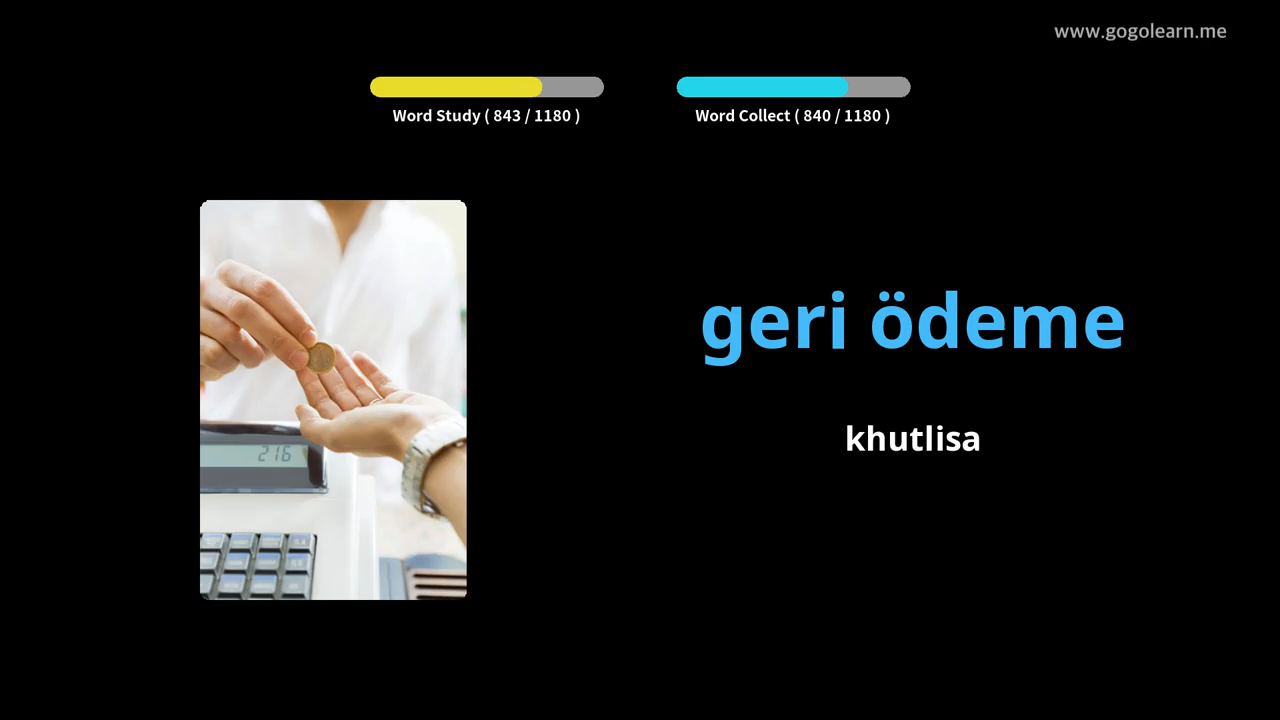 www.gogolearn.me
Word Study ( 843 / 1180 )
Word Collect ( 840 / 1180 )
geri ödeme
khutlisa
216